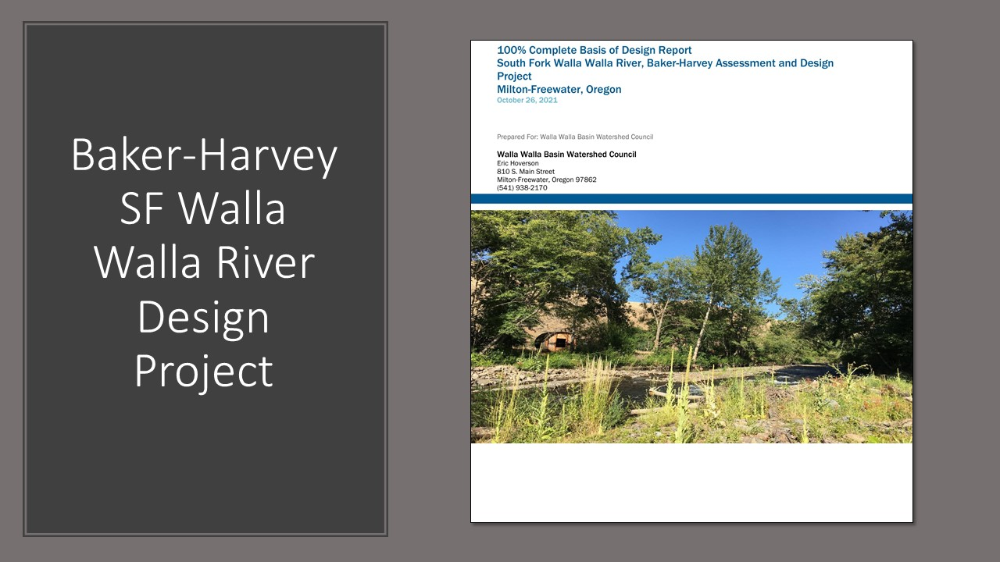 Baker-Harvey
SF Walla
Walla River
Design
Project
100% Complete Basis of Design Report
South Fork Walla Walla River, Baker-Harvey Assessment and Design
Project
Milton-Freewater, Oregon
October 26, 2021
Prepared For: Walla Walla Basin Watershed Council
Walla Walla Basin Watershed Council
Eric Hoverson
810 S. Main Street
Milton-Freewater, Oregon 97862
(541) 938-2170